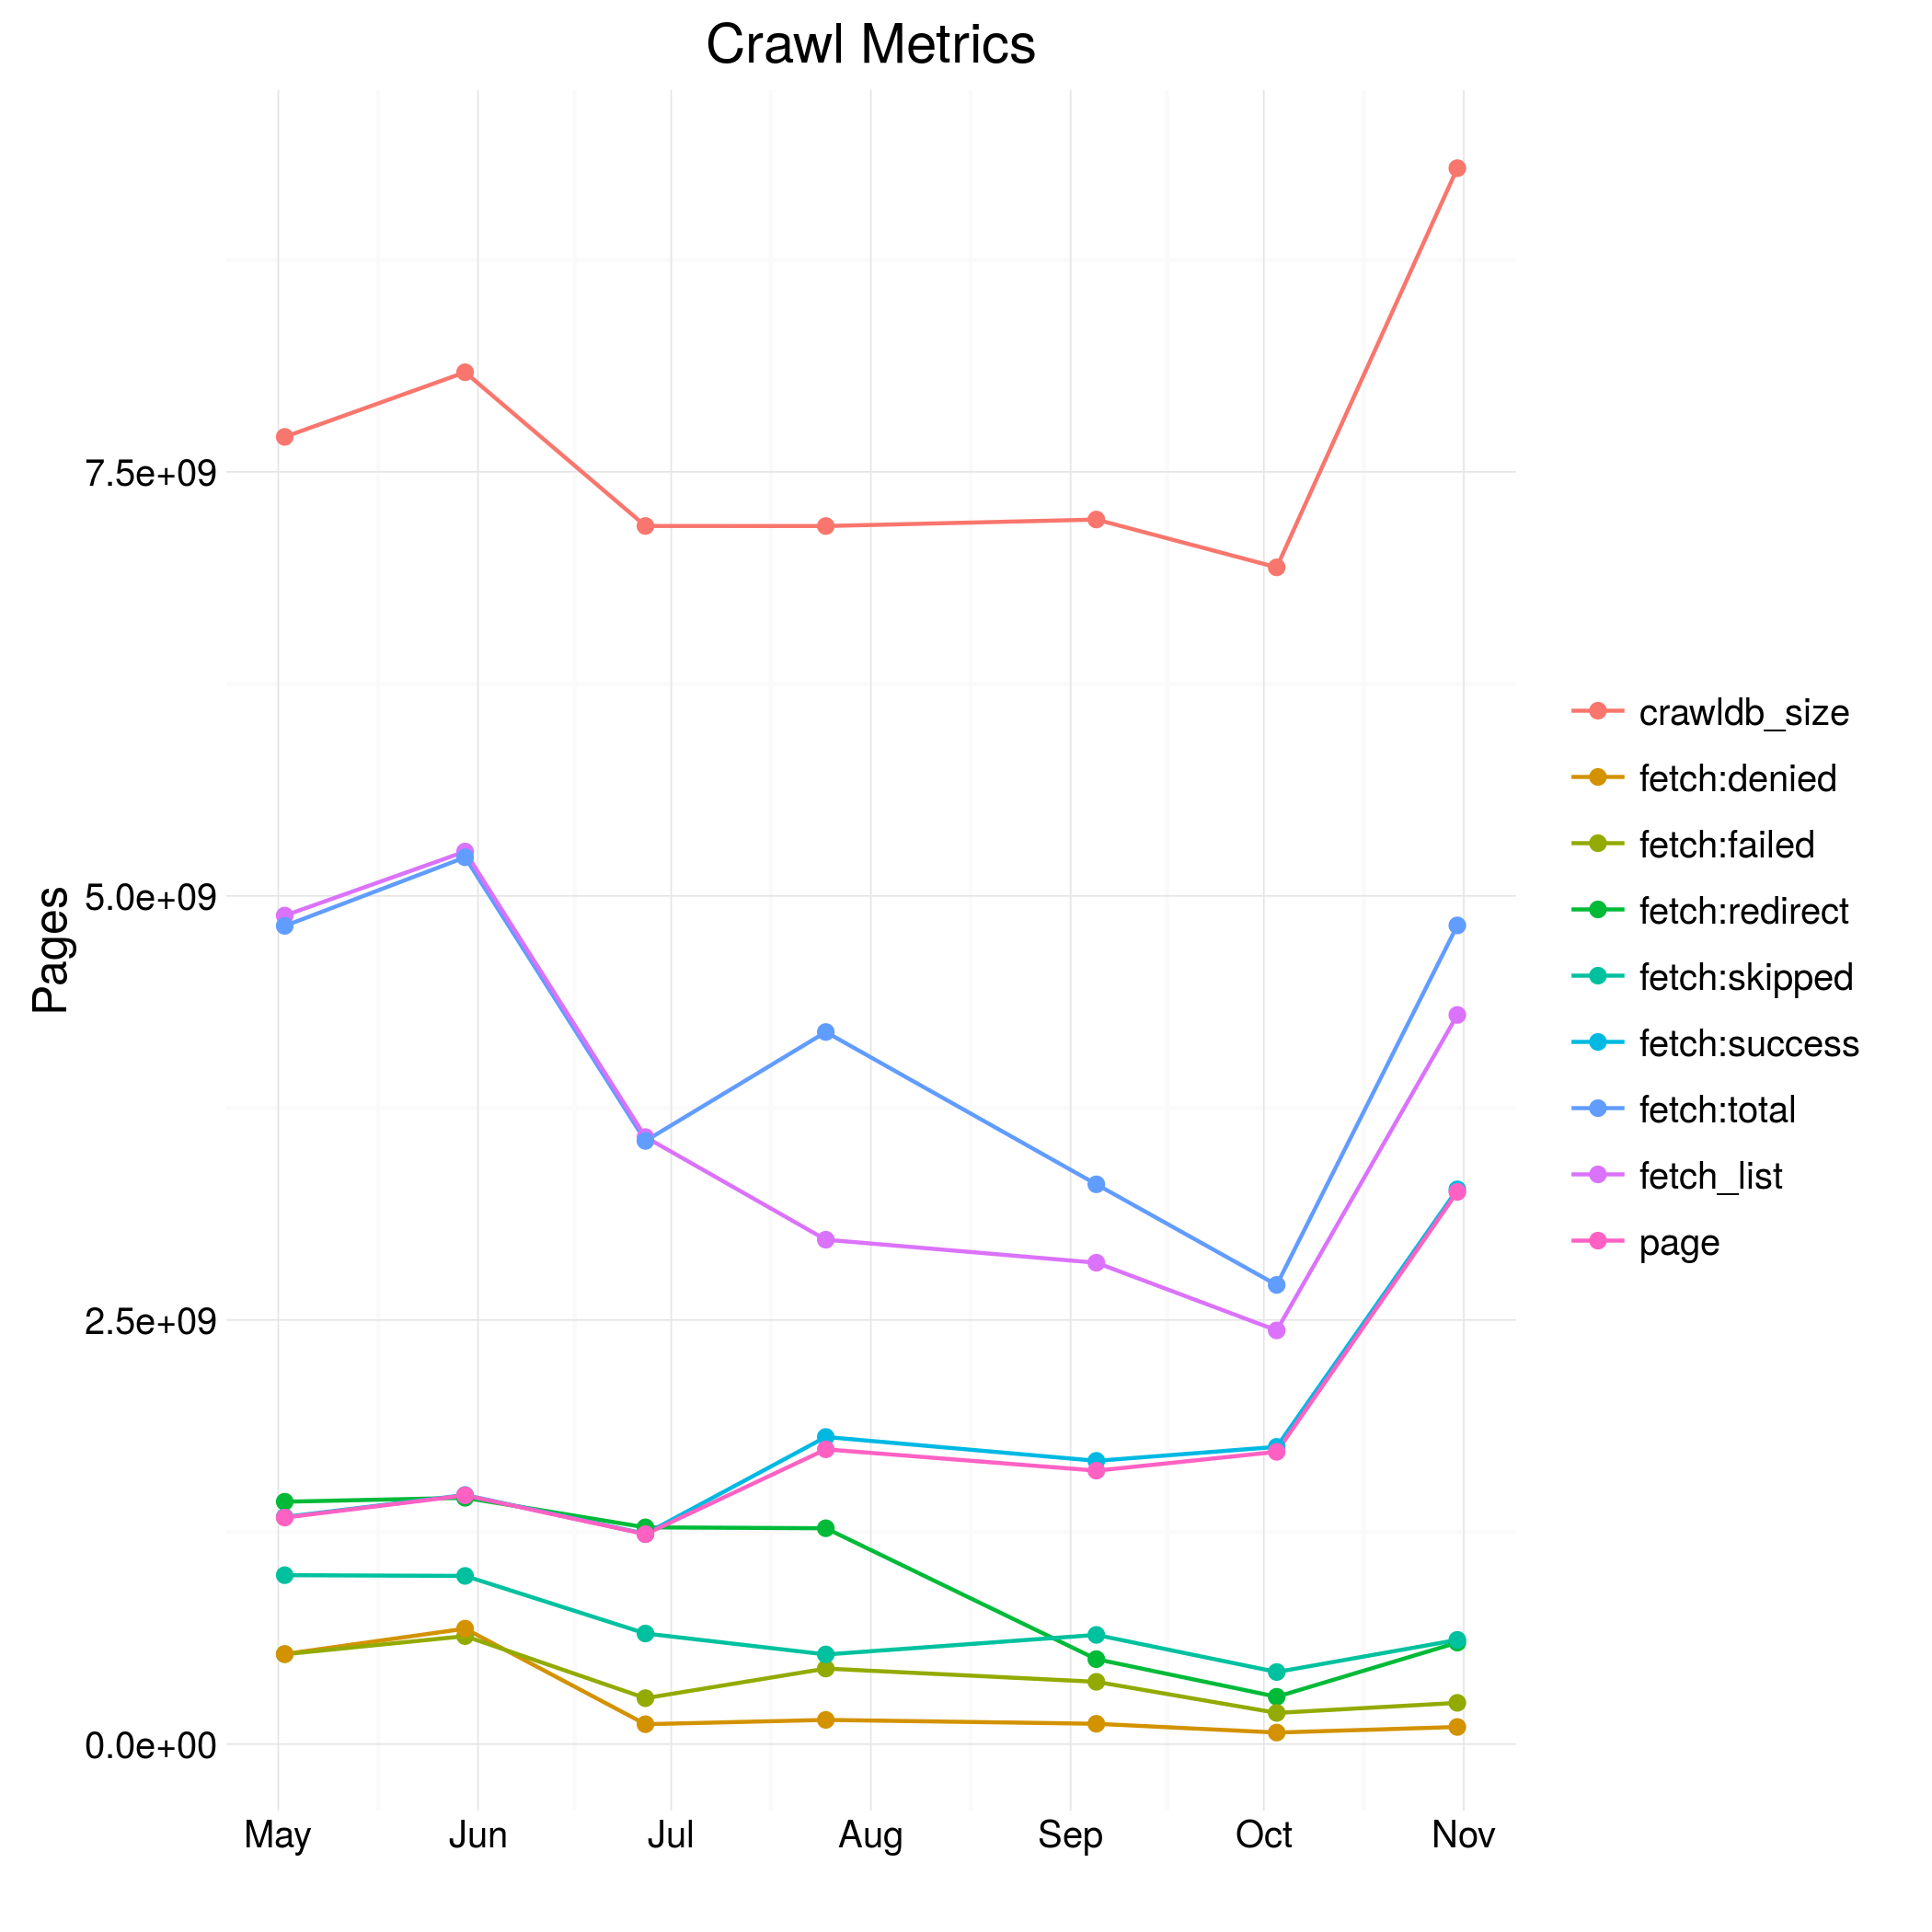 Crawl Metrics
Pages
7.5e+09
5.0e+09
2.5e+09
0.0e+00
May Jun Jul Aug Sep Oct Nov
crawldb_size
fetch:denied
fetch:failed
fetch:redirect
fetch:skipped
fetch:success
fetch:total
fetch_list
page